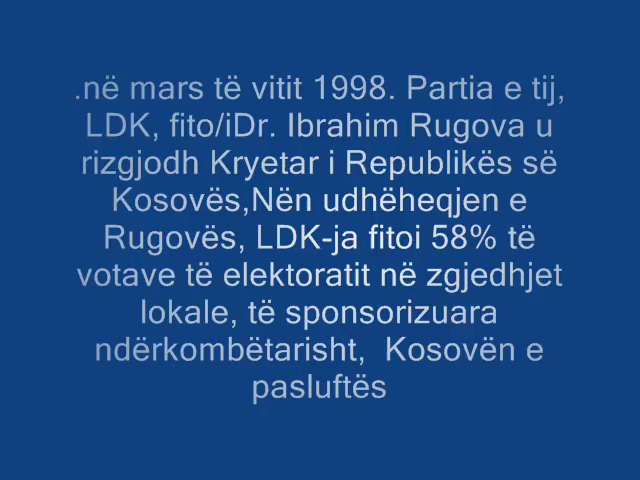 .në mars të vitit 1998. Partia e tij,
LDK, fito/iDr. Ibrahim Rugova u
rizgjodh Kryetar i Republikës së
Kosovës,Nën udhëheqjen e
Rugovës, LDK-ja fitoi 58% të
votave të elektoratit në zgjedhjet
lokale, të sponsorizuara
ndërkombëtarisht,  Kosovën e
pasluftës